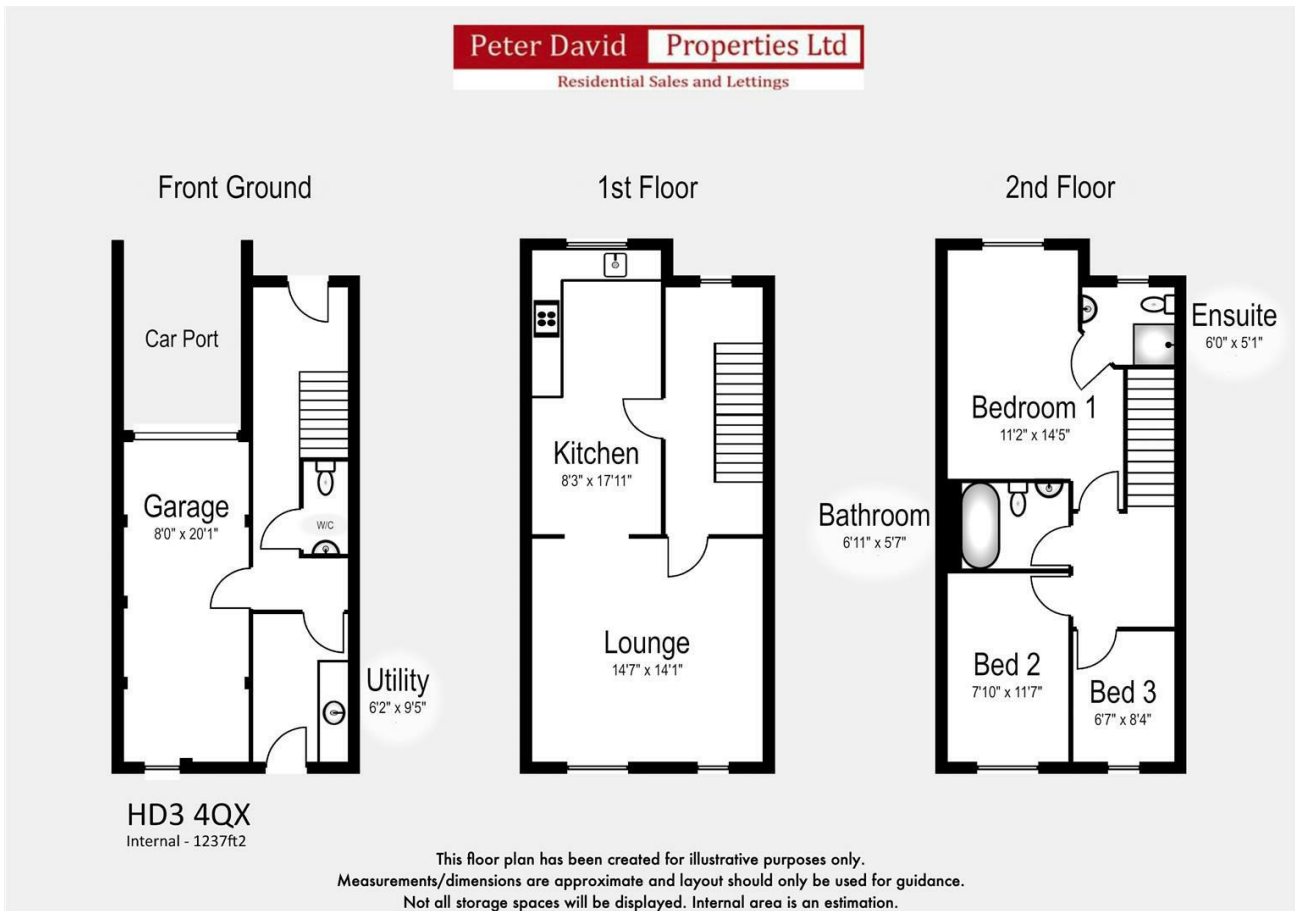 Peter David Properties Ltd
Residential Sales and Lettings
Front Ground
1st Floor
2nd Floor
Car Port
Garage
8'0" x 20'1"
W/C
Utility
6'2" x 9'5"
Kitchen
8'3" x 17'11"
Lounge
14'7" x 14'1"
Ensuite
6'0" x 5'1"
Bedroom 1
11'2" x 14'5"
Bathroom
6'11" x 5'7"
Bed 2
7'10" x 11'7"
Bed 3
6'7" x 8'4"
HD3 4QX
Internal - 1237ft2
This floor plan has been created for illustrative purposes only.
Measurements/dimensions are approximate and layout should only be used for guidance.
Not all storage spaces will be displayed. Internal area is an estimation.